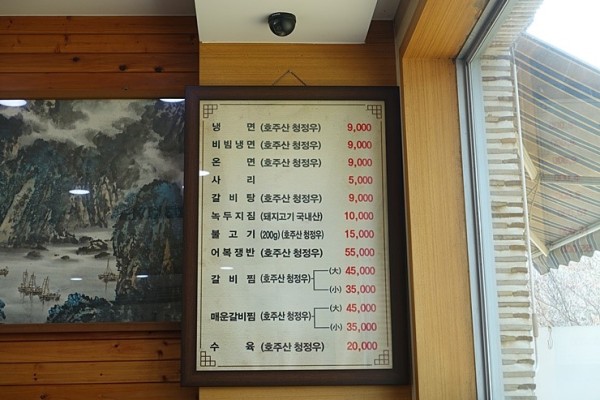 냉 면 (호주산 청정우) 9,000
비빔냉면 (호주산 청정우) 9,000
온 면 (호주산 청정우) 9,000
사 리 5,000
갈 비 탕 (호주산 청정우) 9,000
녹두지짐 (돼지고기 국내산) 10,000
불 고 기 (200g) (호주산 청정우) 15,000
어복쟁반 (호주산 청정우) 55,000
갈 비 찜 (호주산 청정우) (大) 45,000
(小) 35,000
매운갈비찜 (호주산 청정우) (大) 45,000
(小) 35,000
수 육 (호주산 청정우) 20,000